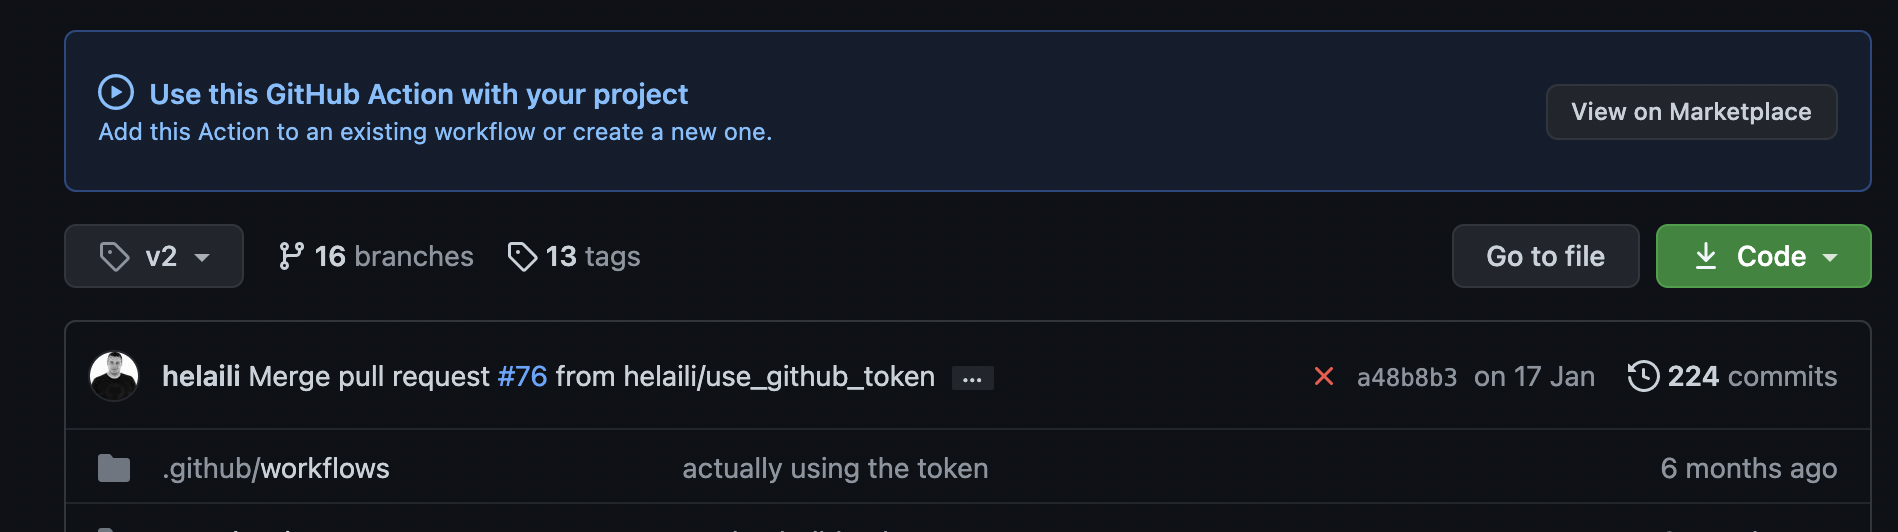 Use this GitHub Action with your project
Add this Action to an existing workflow or create a new one.
View on Marketplace
v2 16 branches 13 tags Go to file Code
helaili Merge pull request #76 from helaili/use_github_token ... a48b8b3 on 17 Jan 224 commits
.github/workflows actually using the token 6 months ago